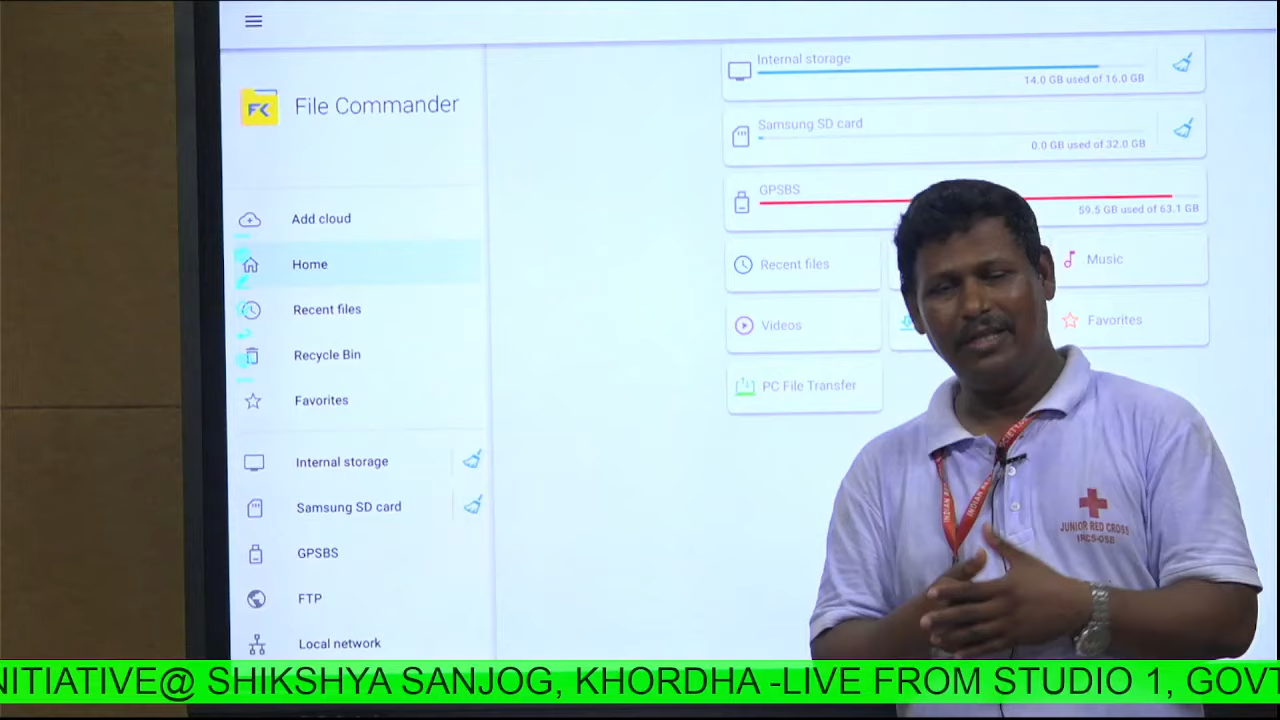 File Commander
Add cloud
Home
Recent files
Recycle Bin
Favorites
Internal storage
Samsung SD card
GPSBS
FTP
Local network
Internal storage
14.0 GB used of 16.0 GB
Samsung SD card
0.0 GB used of 32.0 GB
GPSBS
59.5 GB used of 63.1 GB
Recent files
Music
Videos
Favorites
PC File Transfer
JUNIOR RED CROSS
IRCS-OSB
NITIATIVE@ SHIKSHYA SANJOG, KHORDHA -LIVE FROM STUDIO 1, GOVT